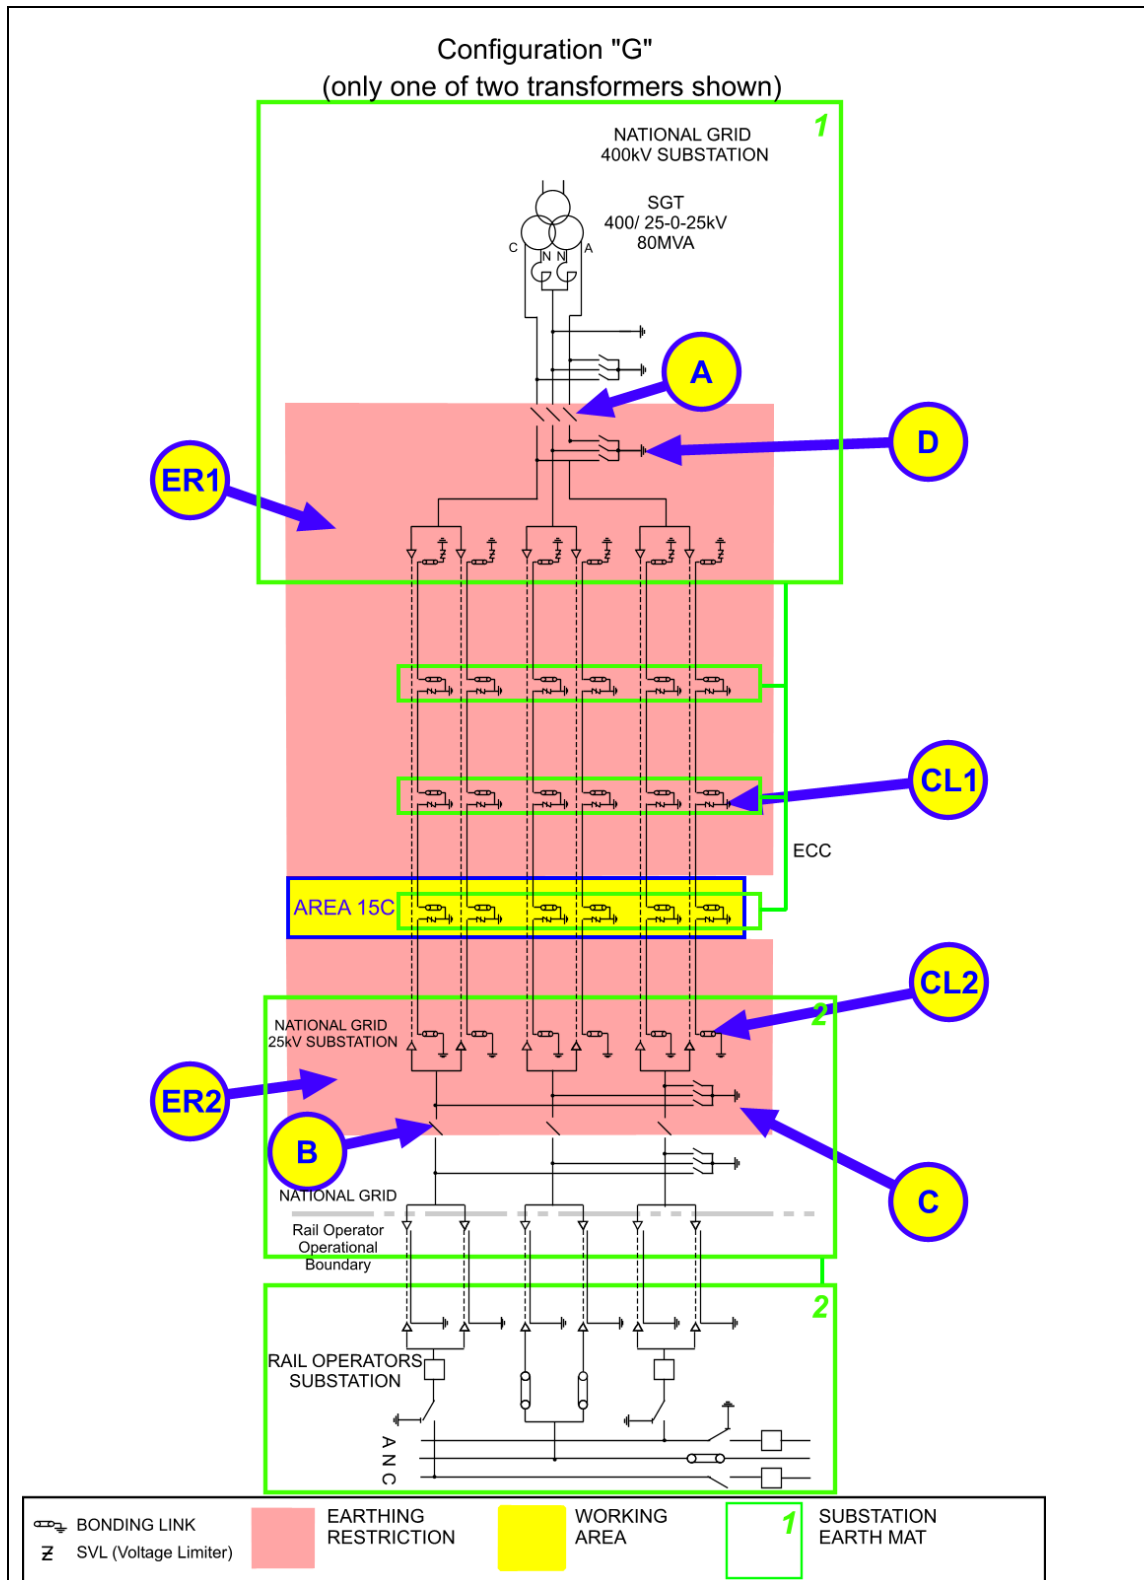 Configuration "G"
(only one of two transformers shown)
1
NATIONAL GRID
400kV SUBSTATION
SGT
400/ 25-0-25kV
80MVA
C
N
N
A
A
D
ER1
CL1
ECC
AREA 15C
CL2
2
NATIONAL GRID
25kV SUBSTATION
ER2
B
C
NATIONAL GRID
Rail Operator
Operational
Boundary
2
RAIL OPERATORS
SUBSTATION
A
N
C
BONDING LINK
SVL (Voltage Limiter)
EARTHING
RESTRICTION
WORKING
AREA
1
SUBSTATION
EARTH MAT